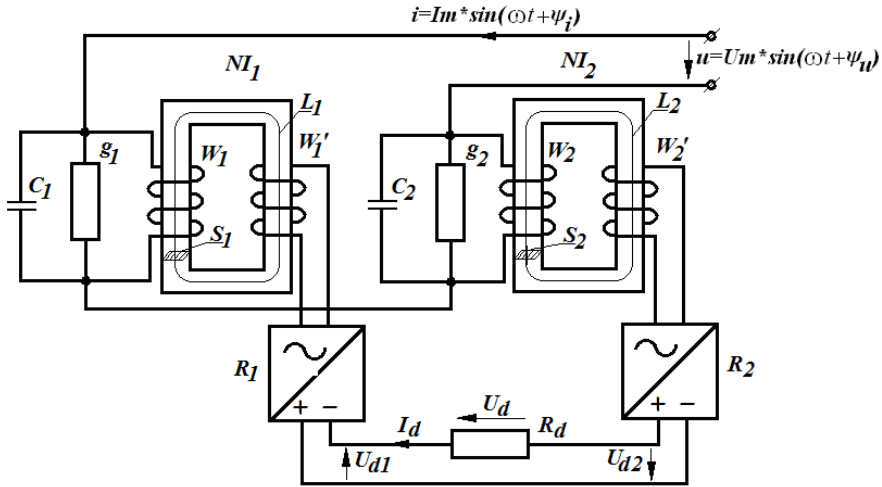 i=Im*sin(ωt+ψi)
u=Um*sin(ωt+ψu)
NI1
NI2
L1
L2
g1
W1
W1'
g2
W2
W2'
C1
C2
S1
S2
R1
R2
+ −
+ −
Ud
Id
Rd
Ud1
Ud2